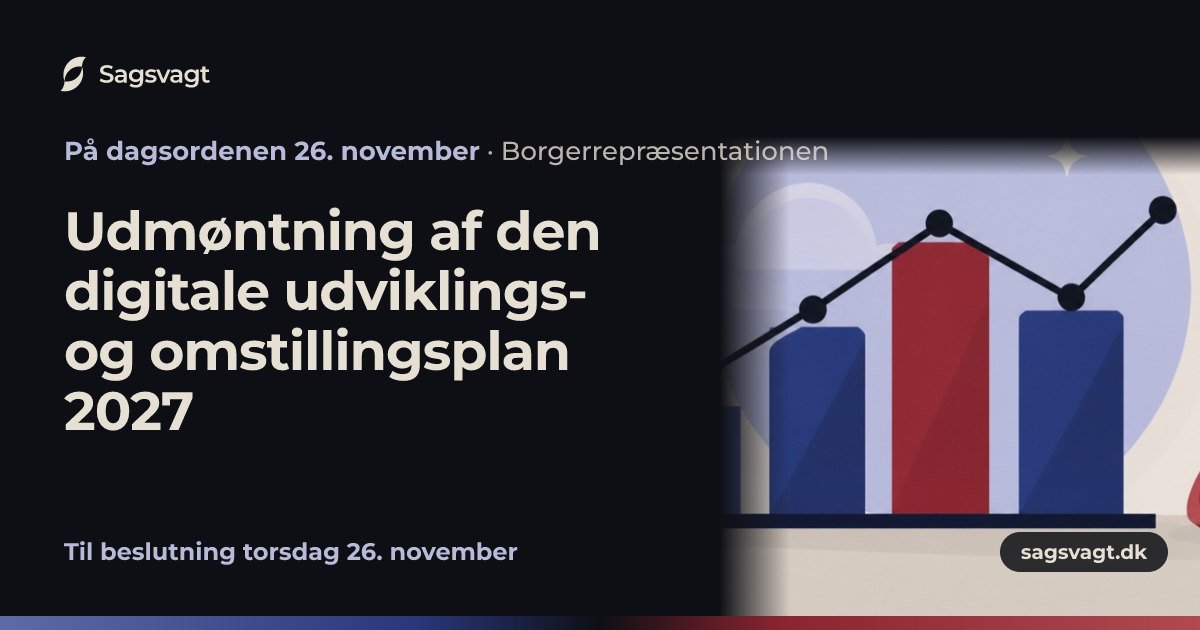 Sagsvagt
På dagsordenen 26. november · Borgerrepræsentationen
Udmøntning af den
digitale udviklings-
og omstillingsplan
2027
Til beslutning torsdag 26. november
sagsvagt.dk